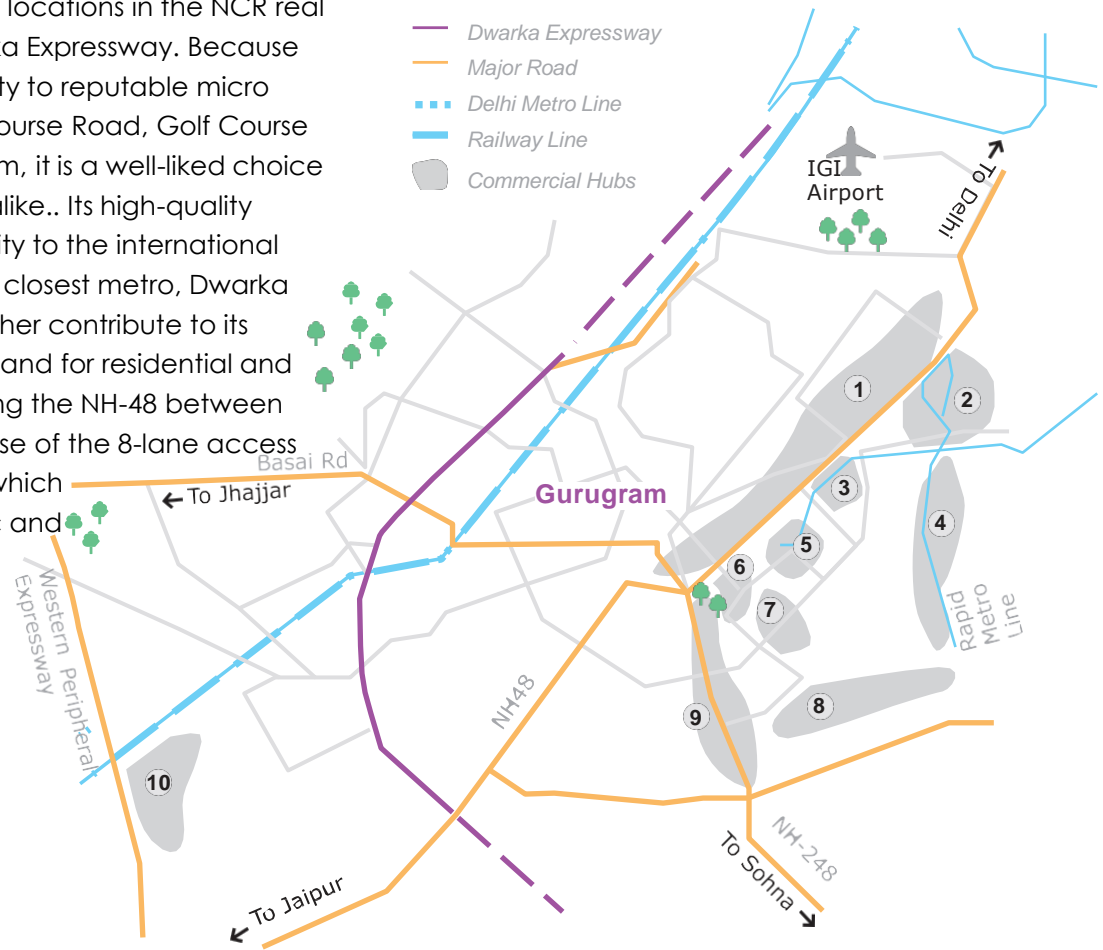 locations in the NCR real
ka Expressway. Because
ty to reputable micro
ourse Road, Golf Course
m, it is a well-liked choice
alike.. Its high-quality
ity to the international
closest metro, Dwarka
her contribute to its
and for residential and
ng the NH-48 between
se of the 8-lane access
which
c and
Dwarka Expressway
Major Road
Delhi Metro Line
Railway Line
Commercial Hubs
IGI
Airport
To Delhi
1
2
Basai Rd
To Jhajjar
Gurugram
3
4
5
6
7
Western Peripheral
Expressway
Rapid
Metro
Line
NH48
8
9
10
NH-248
To Sohna
To Jaipur